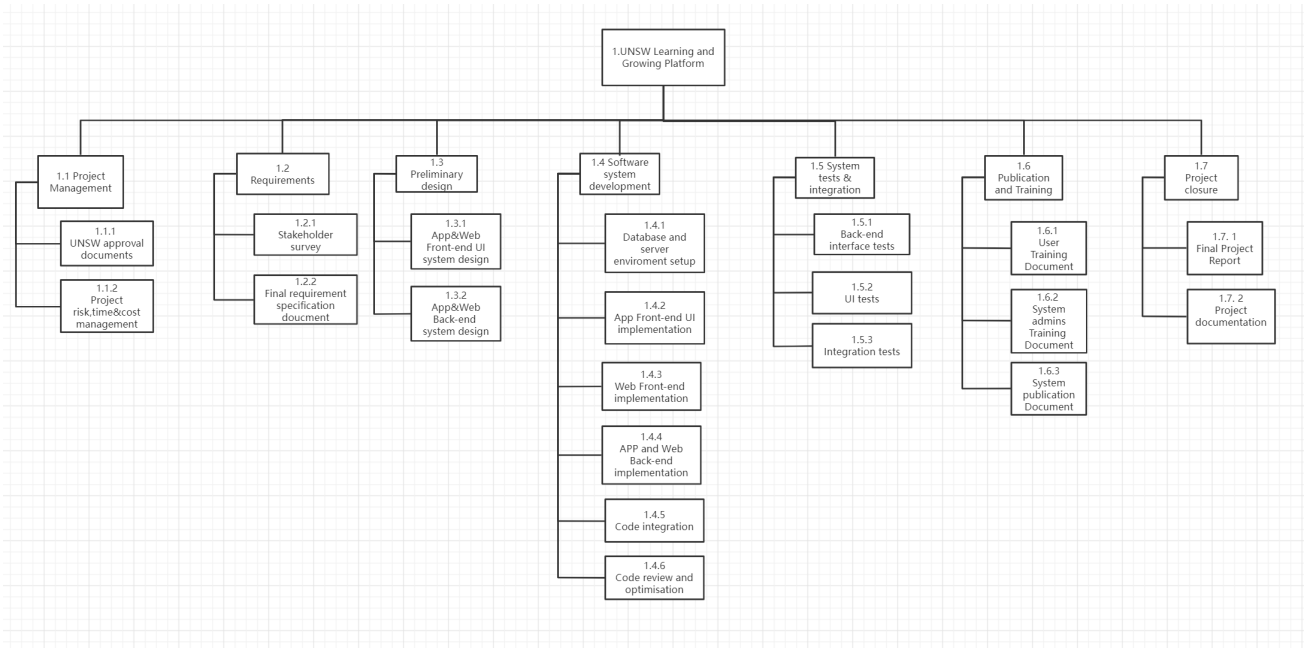 1.UNSW Learning and
Growing Platform
1.1 Project
Management
1.1.1
UNSW approval
documents
1.1.2
Project
risk,time&cost
management
1.2
Requirements
1.2.1
Stakeholder
survey
1.2.2
Final requirement
specification
doucment
1.3
Preliminary
design
1.3.1
App&Web
Front-end UI
system design
1.3.2
App&Web
Back-end
system design
1.4 Software
system
development
1.4.1
Database and
server
enviroment setup
1.4.2
App Front-end UI
implementation
1.4.3
Web Front-end
implementation
1.4.4
APP and Web
Back-end
implementation
1.4.5
Code integration
1.4.6
Code review and
optimisation
1.5 System
tests &
integration
1.5.1
Back-end
interface tests
1.5.2
UI tests
1.5.3
Integration tests
1.6
Publication
and Training
1.6.1
User
Training
Document
1.6.2
System
admins
Training
Document
1.6.3
System
publication
Document
1.7
Project
closure
1.7. 1
Final Project
Report
1.7. 2
Project
documentation